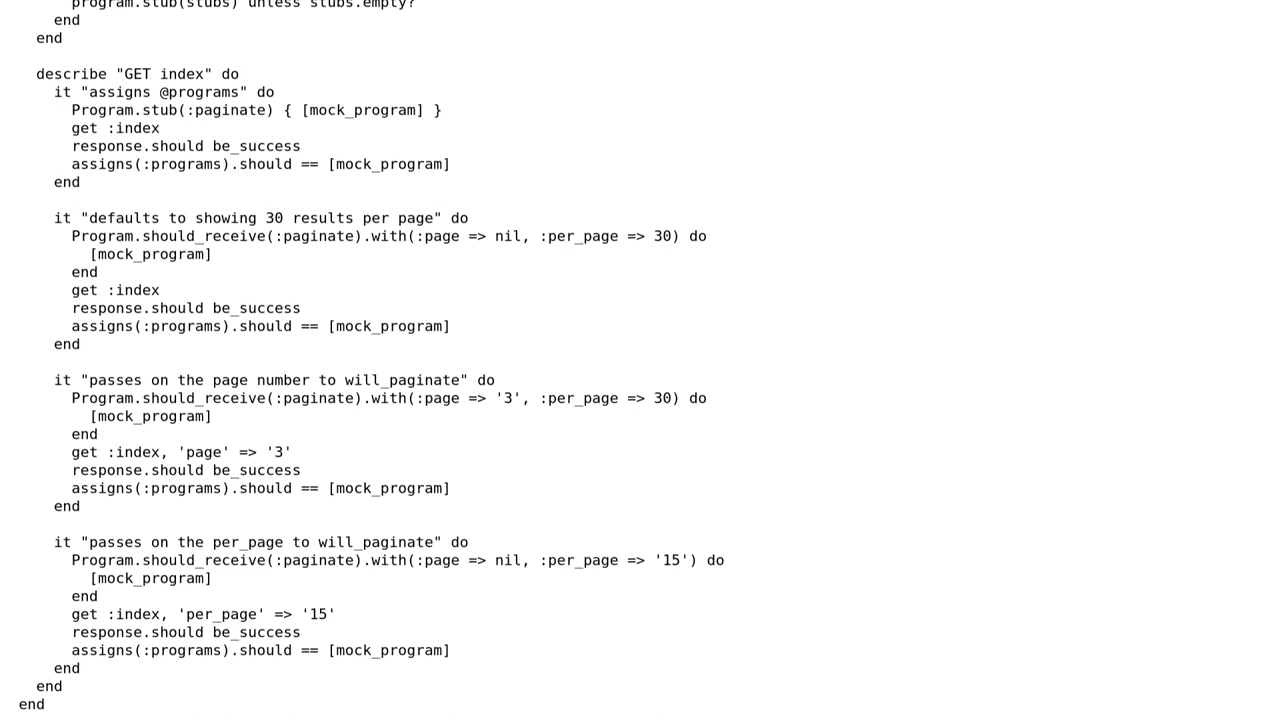 program.stub(stubs) unless stubs.empty?
    end
  end

  describe "GET index" do
    it "assigns @programs" do
      Program.stub(:paginate) { [mock_program] }
      get :index
      response.should be_success
      assigns(:programs).should == [mock_program]
    end

    it "defaults to showing 30 results per page" do
      Program.should_receive(:paginate).with(:page => nil, :per_page => 30) do
        [mock_program]
      end
      get :index
      response.should be_success
      assigns(:programs).should == [mock_program]
    end

    it "passes on the page number to will_paginate" do
      Program.should_receive(:paginate).with(:page => '3', :per_page => 30) do
        [mock_program]
      end
      get :index, 'page' => '3'
      response.should be_success
      assigns(:programs).should == [mock_program]
    end

    it "passes on the per_page to will_paginate" do
      Program.should_receive(:paginate).with(:page => nil, :per_page => '15') do
        [mock_program]
      end
      get :index, 'per_page' => '15'
      response.should be_success
      assigns(:programs).should == [mock_program]
    end
  end
end